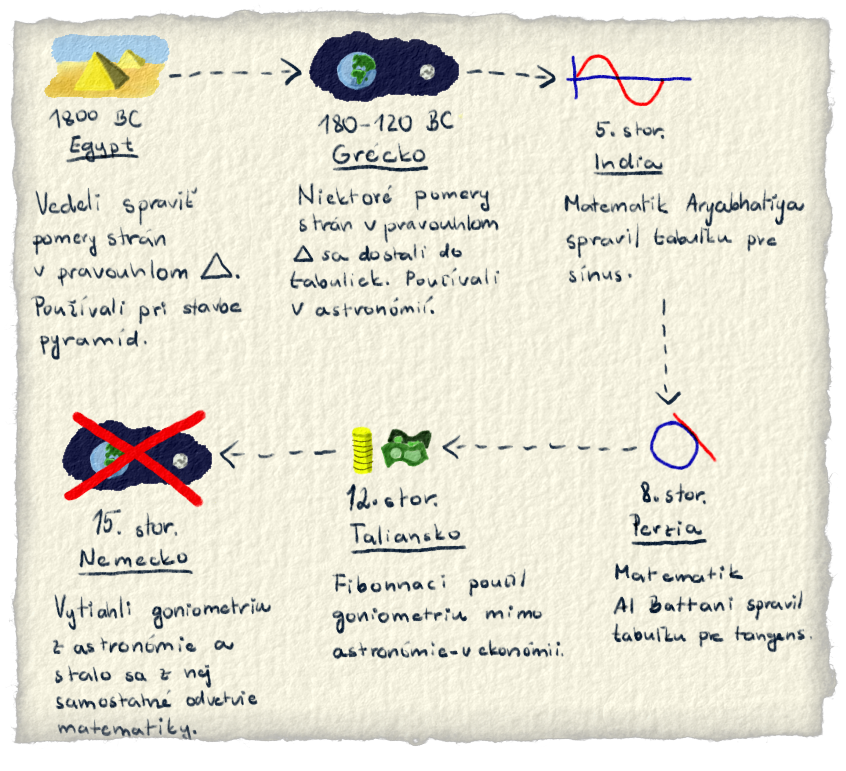 1800 BC
Egypt
Vedeli spraviť
pomery strán
v pravouhlom △.
Používali pri stavbe
pyramíd.
180-120 BC
Grécko
Niektoré pomery
strán v pravouhlom
△ sa dostali do
tabuliek. Používali
v astronómií.
5. stor.
India
Matematik Aryabhatiya
spravil tabuľku pre
sínus.
8. stor.
Perzia
Matematik
Al Battani spravil
tabuľku pre tangens.
12. stor.
Taliansko
Fibonnaci použil
goniometriu mimo
astronómie-v ekonómii.
15. stor.
Nemecko
Vytiahli goniometriu
z astronómie a
stalo sa z nej
samostatné odvetvie
matematiky.